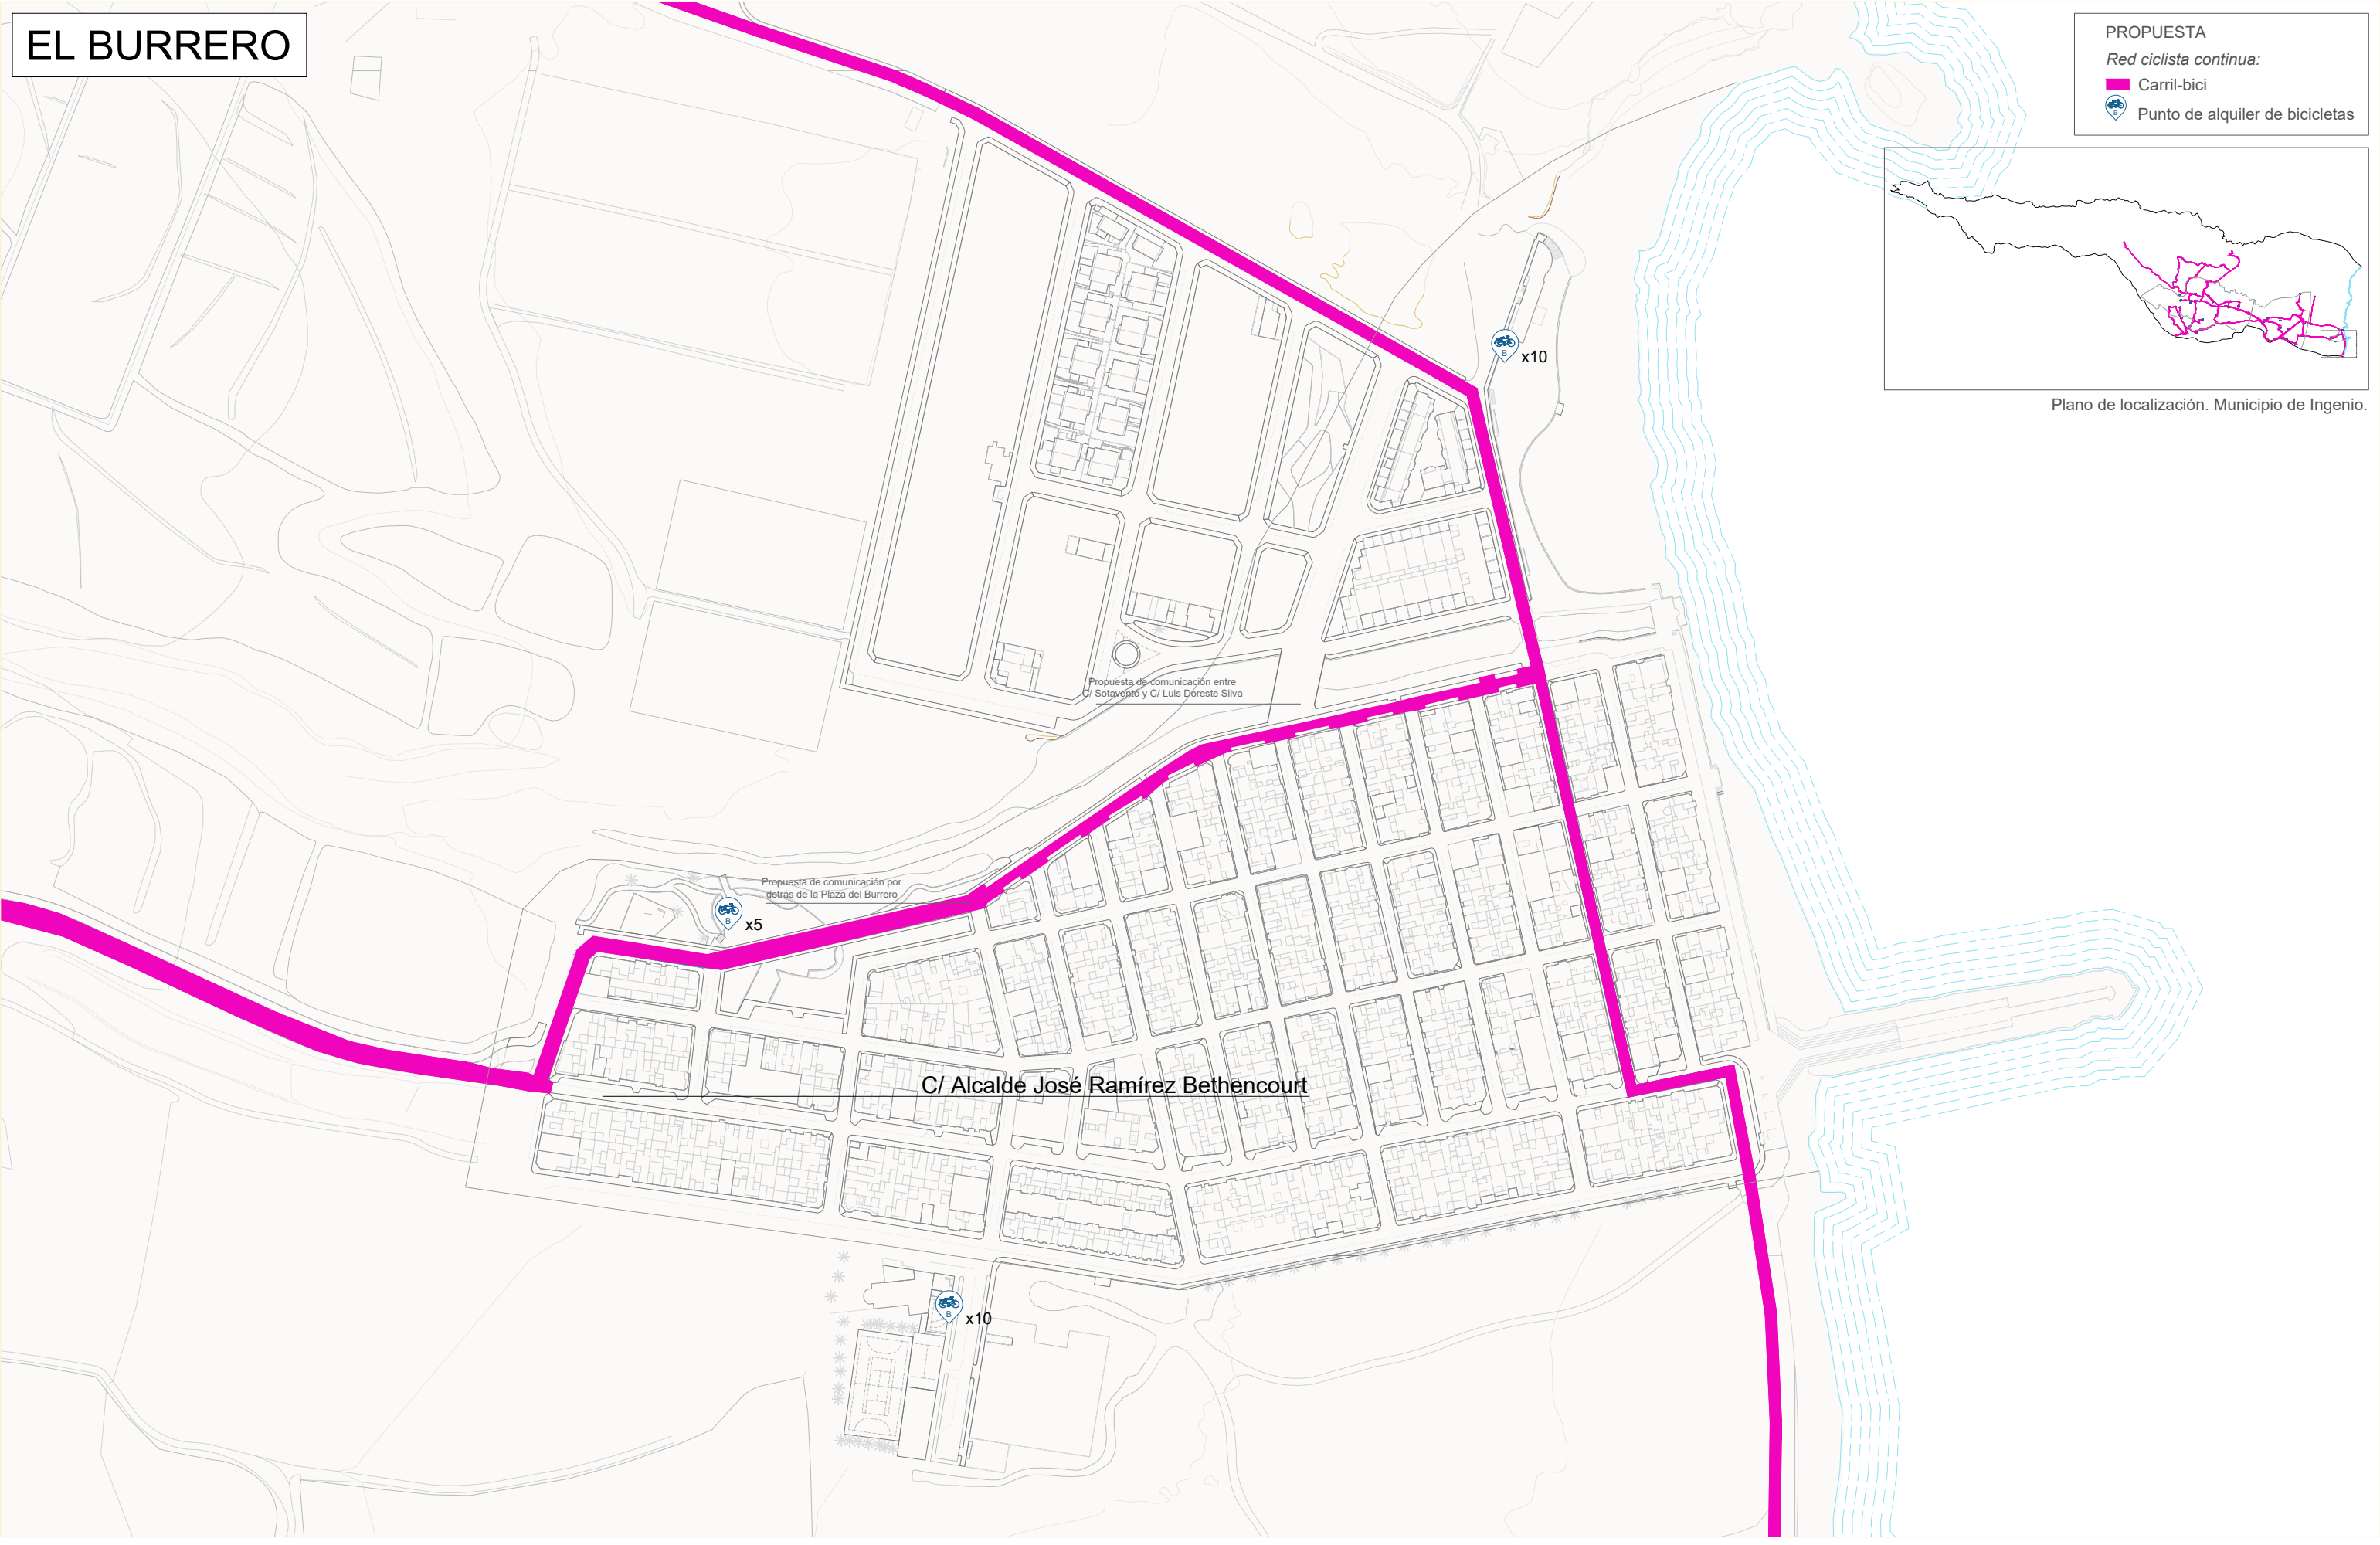 EL BURRERO
PROPUESTA
Red ciclista continua:
Carril-bici
B
Punto de alquiler de bicicletas
Plano de localización. Municipio de Ingenio.
B
x10
Propuesta de comunicación entre
C/ Sotavento y C/ Luis Doreste Silva
Propuesta de comunicación por
detrás de la Plaza del Burrero
B
x5
C/ Alcalde José Ramírez Bethencourt
B
x10